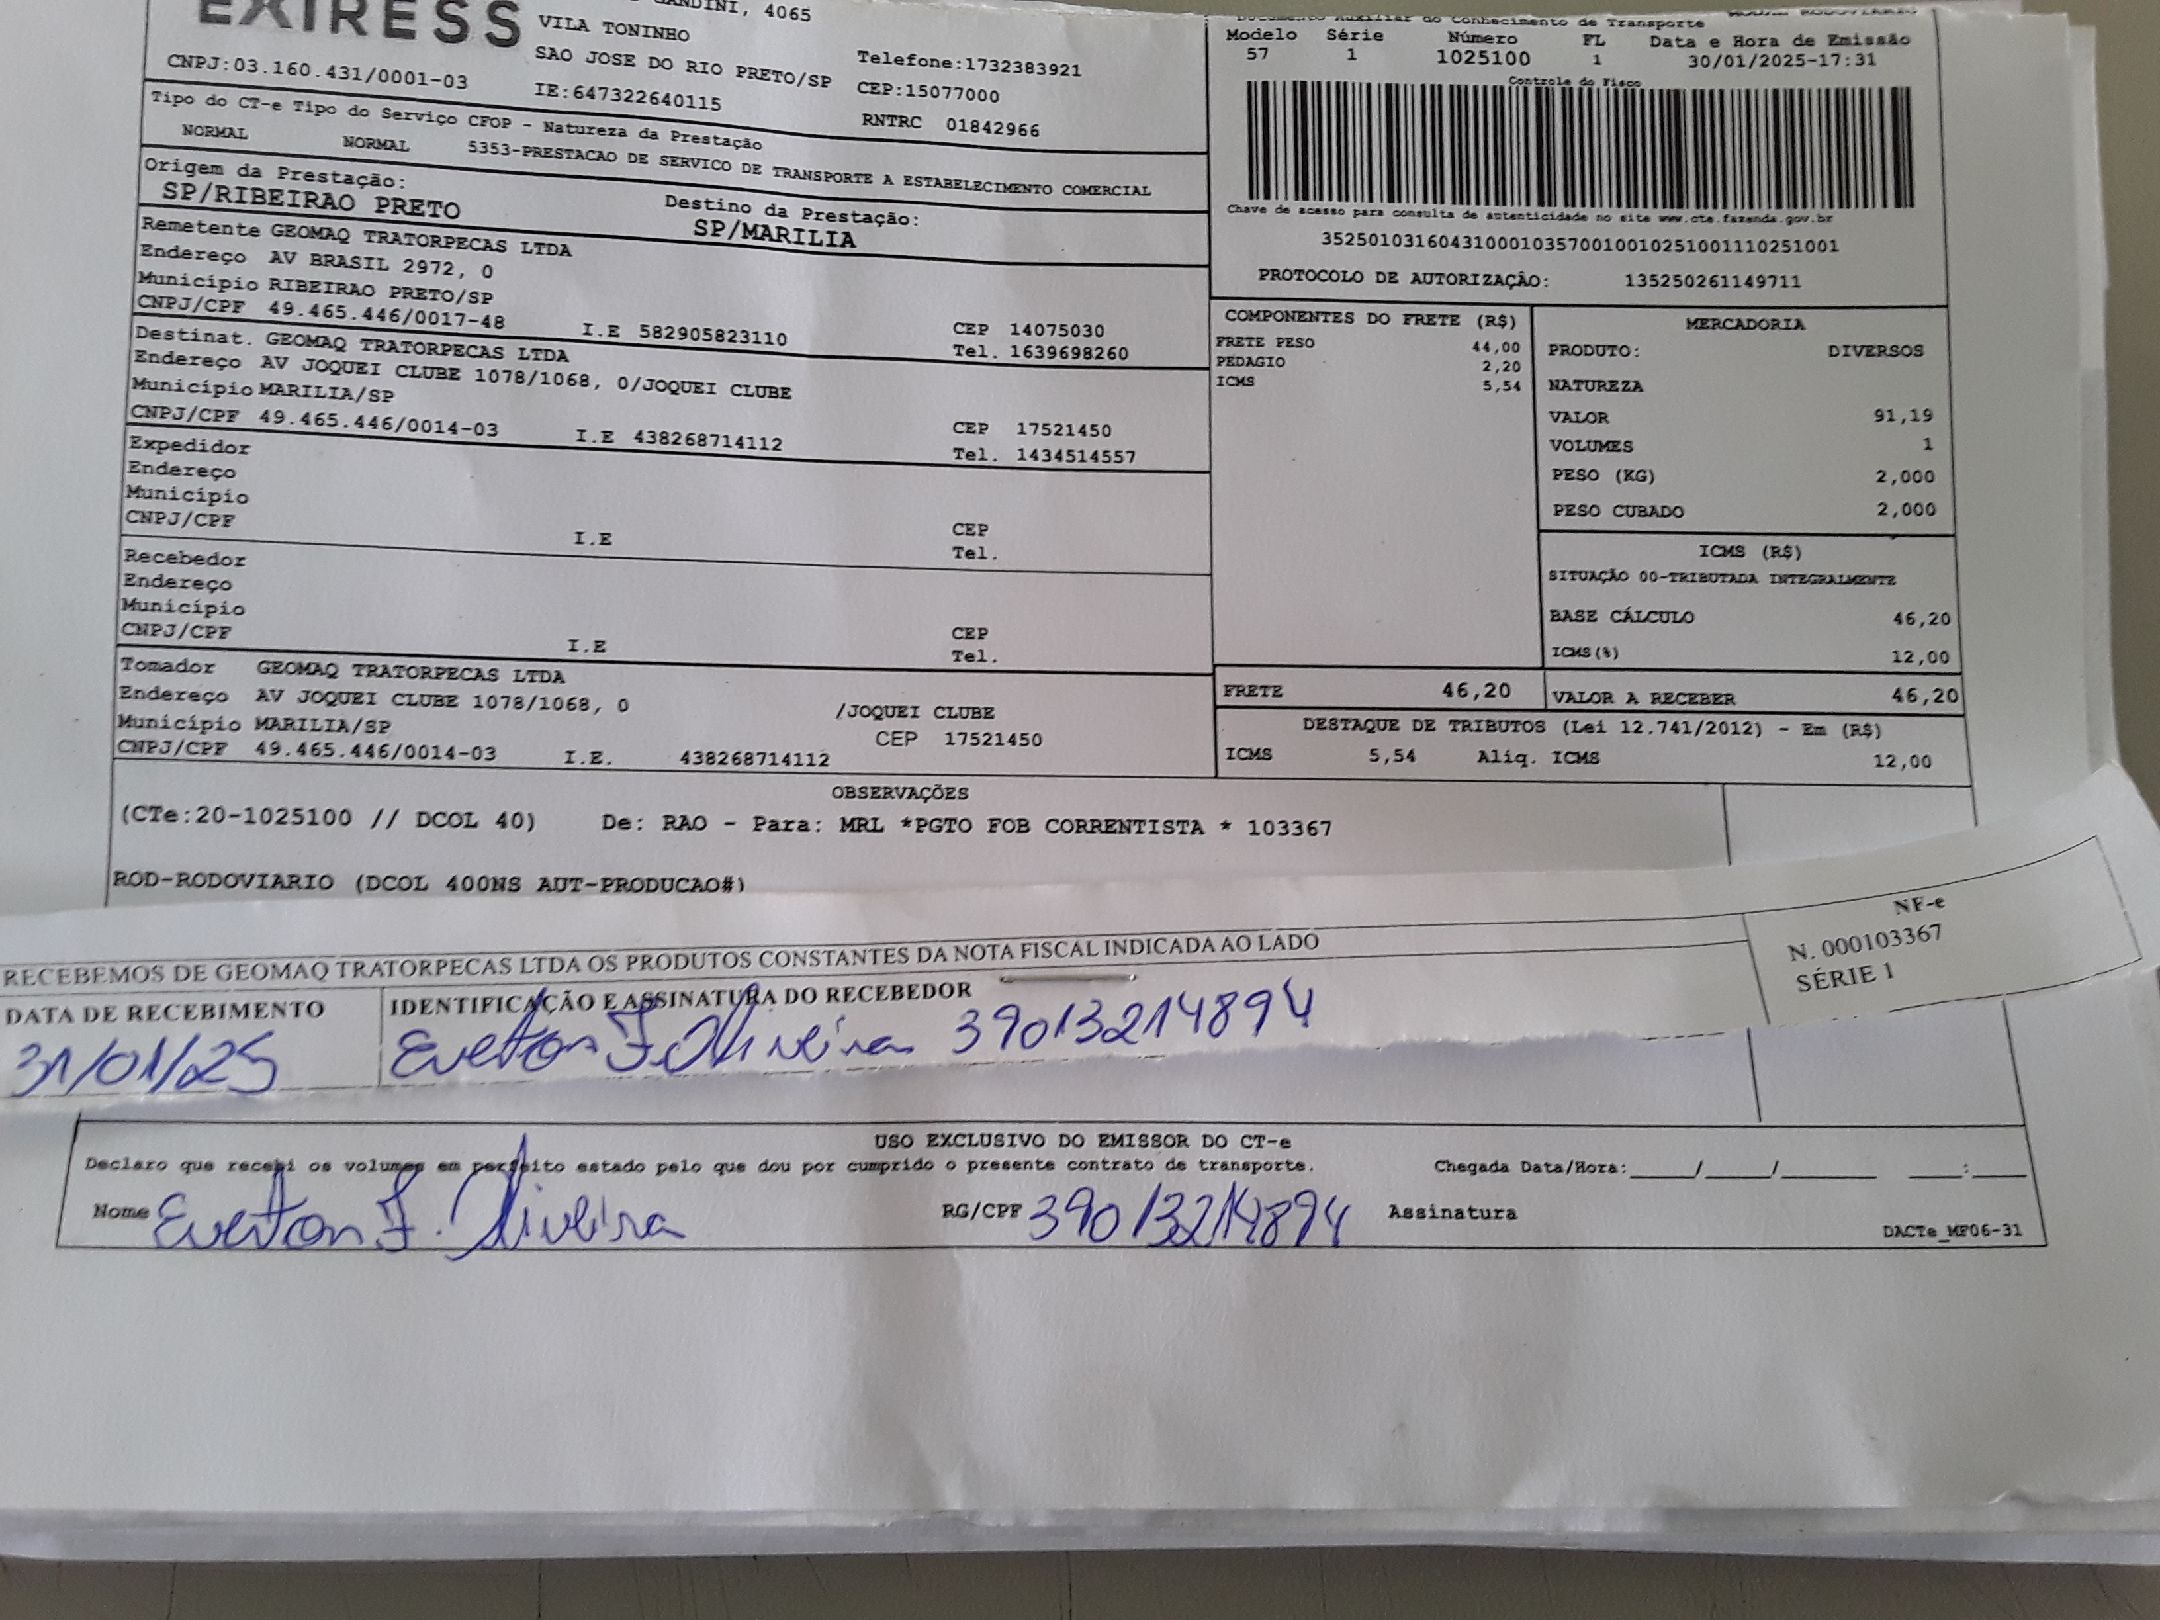 EXIRESS
GANDINI, 4065
VILA TONINHO
SAO JOSE DO RIO PRETO/SP
Telefone:1732383921
CNPJ:03.160.431/0001-03
IE:647322640115
CEP:15077000
RNTRC 01842966
Tipo do CT-e Tipo do Serviço CFOP - Natureza da Prestação
NORMAL NORMAL 5353-PRESTACAO DE SERVICO DE TRANSPORTE A ESTABELECIMENTO COMERCIAL
Origem da Prestação:
SP/RIBEIRAO PRETO
Destino da Prestação:
SP/MARILIA
Remetente GEOMAQ TRATORPECAS LTDA
Endereço AV BRASIL 2972, 0
Município RIBEIRAO PRETO/SP
CNPJ/CPF 49.465.446/0017-48 I.E 582905823110
CEP 14075030
Tel. 1639698260
Destinat. GEOMAQ TRATORPECAS LTDA
Endereço AV JOQUEI CLUBE 1078/1068, 0/JOQUEI CLUBE
Município MARILIA/SP
CNPJ/CPF 49.465.446/0014-03 I.E 438268714112
CEP 17521450
Tel. 1434514557
Expedidor
Endereço
Município
CNPJ/CPF I.E
CEP
Tel.
Recebedor
Endereço
Município
CNPJ/CPF I.E
CEP
Tel.
Tomador GEOMAQ TRATORPECAS LTDA
Endereço AV JOQUEI CLUBE 1078/1068, 0 /JOQUEI CLUBE
Município MARILIA/SP CEP 17521450
CNPJ/CPF 49.465.446/0014-03 I.E. 438268714112
Documento Auxiliar do Conhecimento de Transporte
MODAL RODOVIARIO
Modelo Série Número FL Data e Hora de Emissão
57 1 1025100 1 30/01/2025-17:31
Controle do Fisco
Chave de acesso para consulta de autenticidade no site www.cte.fazenda.gov.br
35250103160431000103570010010251001110251001
PROTOCOLO DE AUTORIZAÇÃO: 135250261149711
COMPONENTES DO FRETE (R$)
FRETE PESO 44,00
PEDAGIO 2,20
ICMS 5,54
MERCADORIA
PRODUTO: DIVERSOS
NATUREZA
VALOR 91,19
VOLUMES 1
PESO (KG) 2,000
PESO CUBADO 2,000
ICMS (R$)
SITUAÇÃO 00-TRIBUTADA INTEGRALMENTE
BASE CÁLCULO 46,20
ICMS(%) 12,00
FRETE 46,20 VALOR A RECEBER 46,20
DESTAQUE DE TRIBUTOS (Lei 12.741/2012) - Em (R$)
ICMS 5,54 Aliq. ICMS 12,00
OBSERVAÇÕES
(CTe:20-1025100 // DCOL 40) De: RAO - Para: MRL *PGTO FOB CORRENTISTA * 103367
ROD-RODOVIARIO (DCOL 400NS AUT-PRODUCAO#)
RECEBEMOS DE GEOMAQ TRATORPECAS LTDA OS PRODUTOS CONSTANTES DA NOTA FISCAL INDICADA AO LADO
NF-e
N. 000103367
SÉRIE 1
DATA DE RECEBIMENTO IDENTIFICAÇÃO E ASSINATURA DO RECEBEDOR
31/01/25 Everton F. Oliveira 39013214894
USO EXCLUSIVO DO EMISSOR DO CT-e
Declaro que recebi os volumes em perfeito estado pelo que dou por cumprido o presente contrato de transporte. Chegada Data/Hora:____/____/______ ___:____
Nome Everton F. Oliveira RG/CPF 39013214894 Assinatura
DACTe_MF06-31